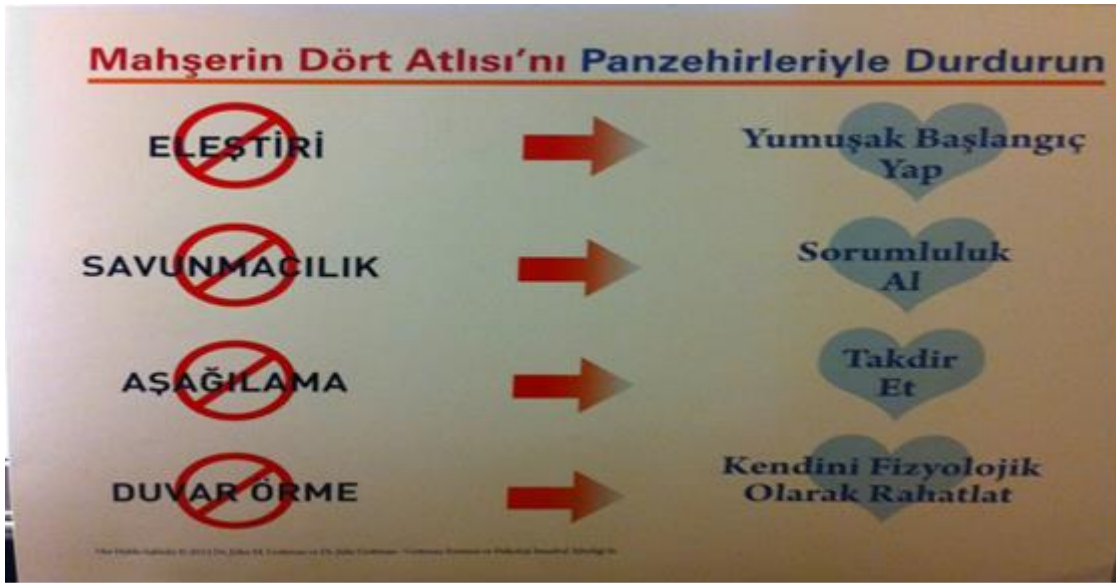 Mahşerin Dört Atlısı'nı Panzehirleriyle Durdurun
ELEŞTİRİ
Yumuşak Başlangıç
Yap
SAVUNMACILIK
Sorumluluk
Al
AŞAĞILAMA
Takdir
Et
DUVAR ÖRME
Kendini Fizyolojik
Olarak Rahatlat